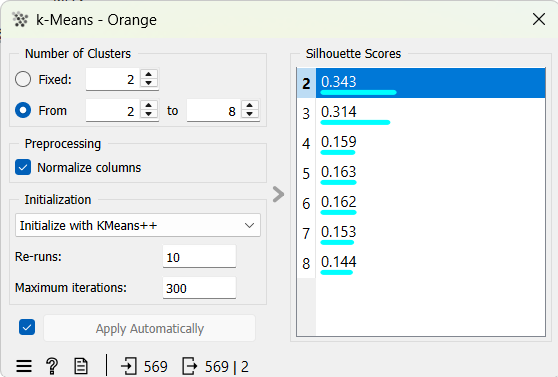 k-Means - Orange
Number of Clusters
Fixed: 2
From 2 to 8
Preprocessing
Normalize columns
Initialization
Initialize with KMeans++
Re-runs: 10
Maximum iterations: 300
Apply Automatically
569 569 | 2
Silhouette Scores
2 0.343
3 0.314
4 0.159
5 0.163
6 0.162
7 0.153
8 0.144